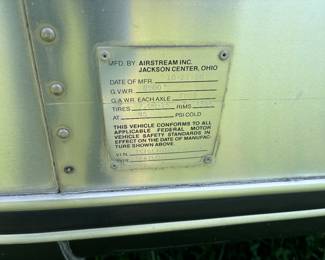 MFD. BY AIRSTREAM INC.
JACKSON CENTER, OHIO
DATE OF MFR.
G.V.W.R.
G.A.W.R. EACH AXLE
TIRES RIMS
AT PSI COLD
THIS VEHICLE CONFORMS TO ALL
APPLICABLE FEDERAL MOTOR
VEHICLE SAFETY STANDARDS IN
EFFECT ON THE DATE OF MANUFAC-
TURE SHOWN ABOVE.
V.I.N.
TYPE